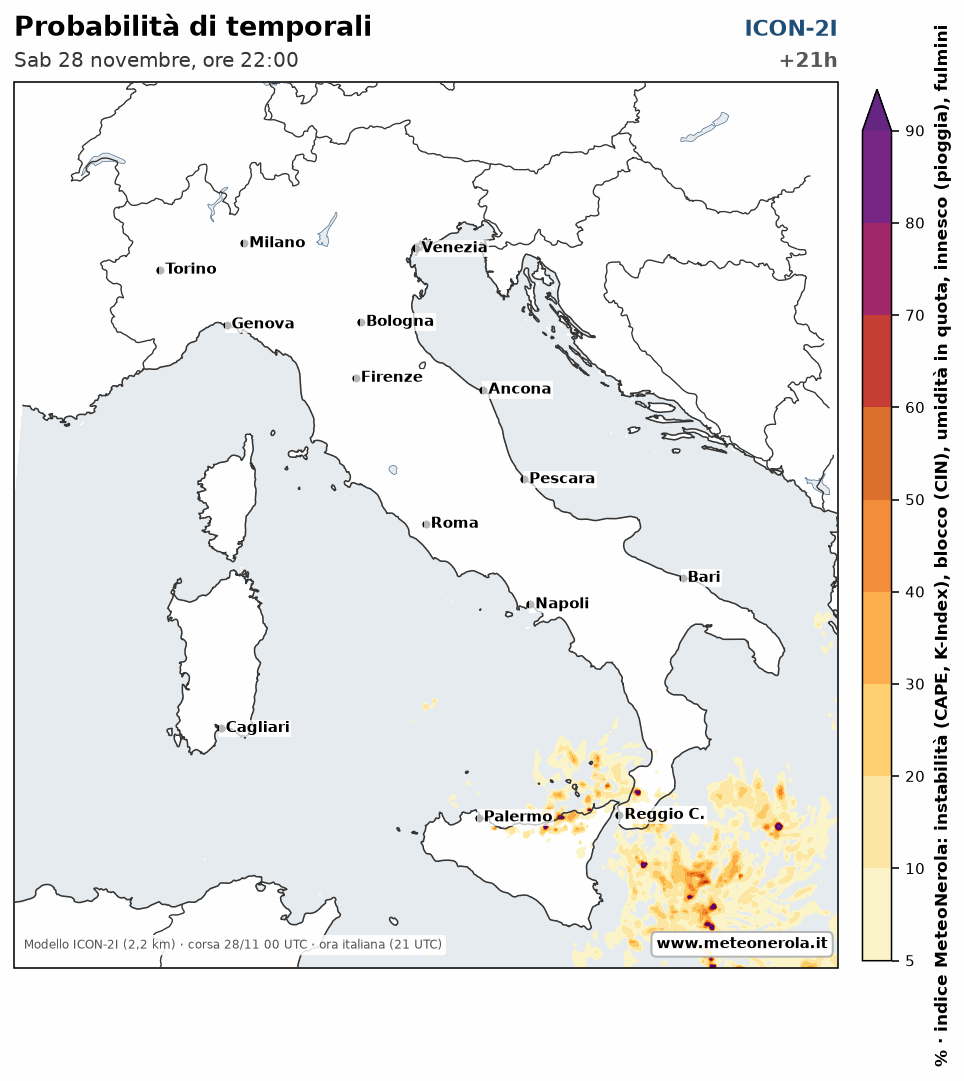 Probabilità di temporali
ICON-2I
Sab 28 novembre, ore 22:00
+21h
Milano
Venezia
Torino
Genova
Bologna
Firenze
Ancona
Pescara
Roma
Bari
Napoli
Cagliari
Palermo
Reggio C.
Modello ICON-2I (2,2 km) · corsa 28/11 00 UTC · ora italiana (21 UTC)
www.meteonerola.it
90
80
70
60
50
40
30
20
10
5
% · indice MeteoNerola: instabilità (CAPE, K-Index), blocco (CIN), umidità in quota, innesco (pioggia), fulmini